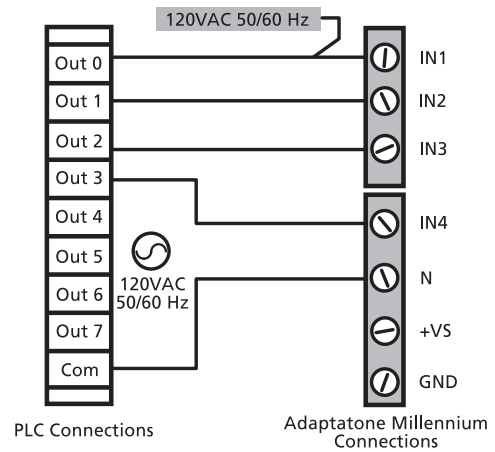 120VAC 50/60 Hz
Out 0
Out 1
Out 2
Out 3
Out 4
Out 5
Out 6
Out 7
Com
120VAC
50/60 Hz
IN1
IN2
IN3
IN4
N
+VS
GND
PLC Connections
Adaptatone Millennium
Connections